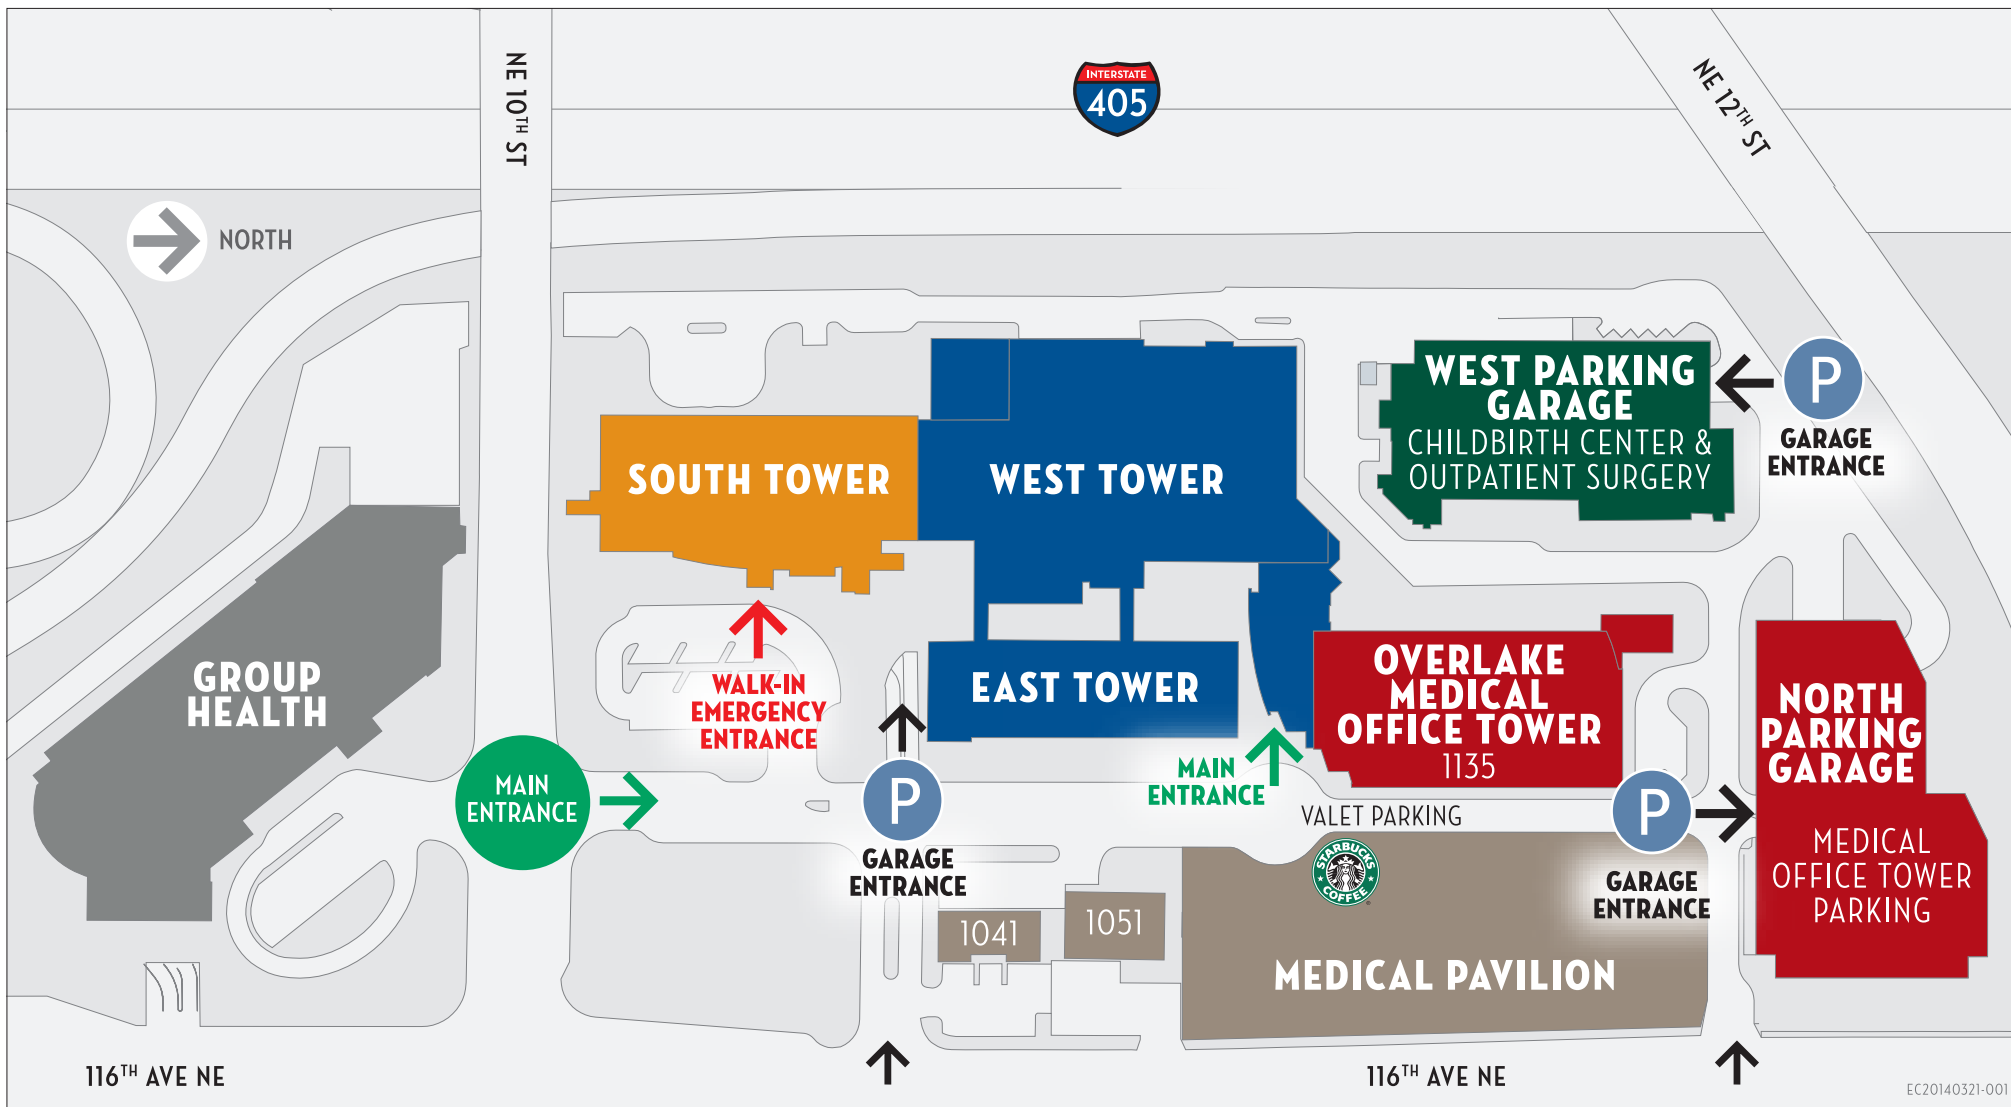 NE 10TH ST
INTERSTATE
405
NE 12TH ST
NORTH
WEST PARKING
GARAGE
CHILDBIRTH CENTER &
OUTPATIENT SURGERY
P
GARAGE
ENTRANCE
SOUTH TOWER
WEST TOWER
GROUP
HEALTH
WALK-IN
EMERGENCY
ENTRANCE
EAST TOWER
OVERLAKE
MEDICAL
OFFICE TOWER
1135
NORTH
PARKING
GARAGE
MEDICAL
OFFICE TOWER
PARKING
MAIN
ENTRANCE
P
GARAGE
ENTRANCE
MAIN
ENTRANCE
VALET PARKING
P
GARAGE
ENTRANCE
STARBUCKS
COFFEE
1041
1051
MEDICAL PAVILION
116TH AVE NE
116TH AVE NE
EC20140321-001